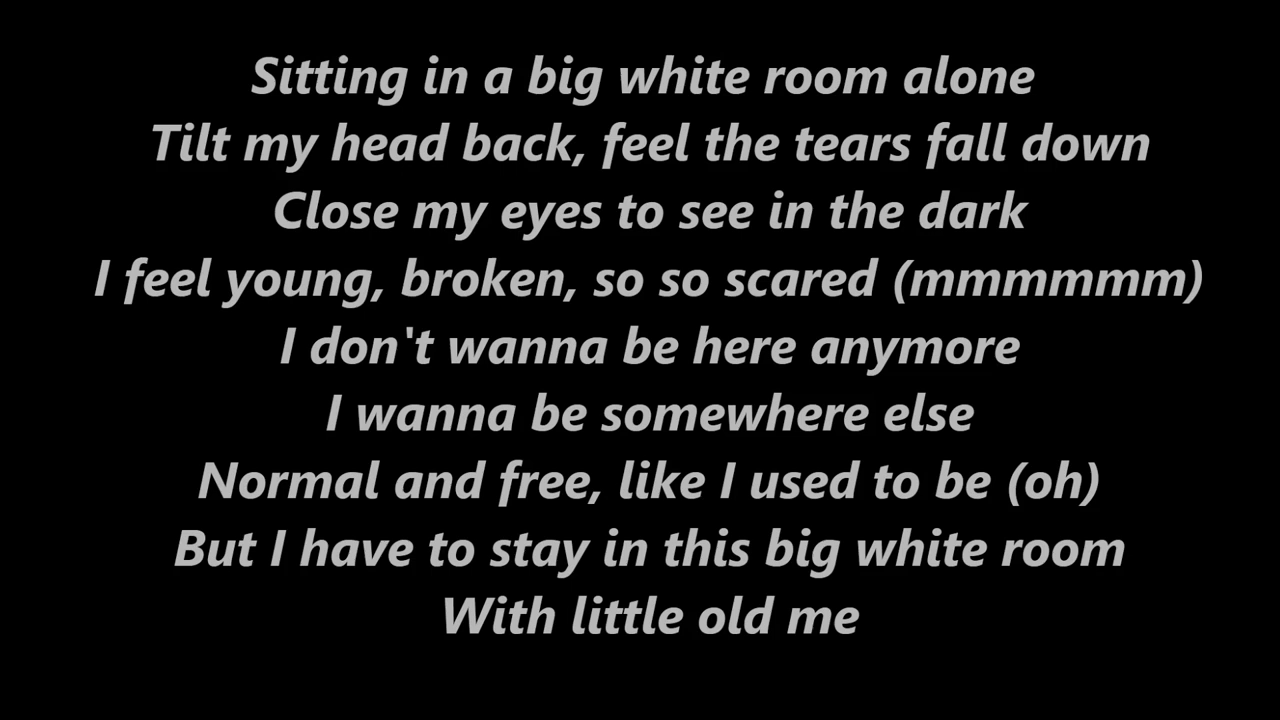 Sitting in a big white room alone
Tilt my head back, feel the tears fall down
Close my eyes to see in the dark
I feel young, broken, so so scared (mmmmmm)
I don't wanna be here anymore
I wanna be somewhere else
Normal and free, like I used to be (oh)
But I have to stay in this big white room
With little old me